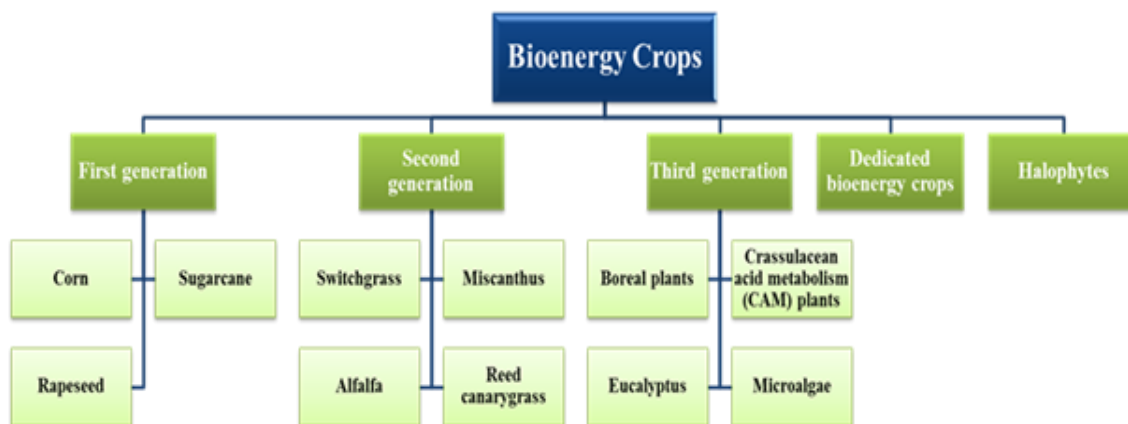 Bioenergy Crops
First generation
Second
generation
Third generation
Dedicated
bioenergy crops
Halophytes
Corn
Sugarcane
Rapeseed
Switchgrass
Miscanthus
Alfalfa
Reed
canarygrass
Boreal plants
Crassulacean
acid metabolism
(CAM) plants
Eucalyptus
Microalgae